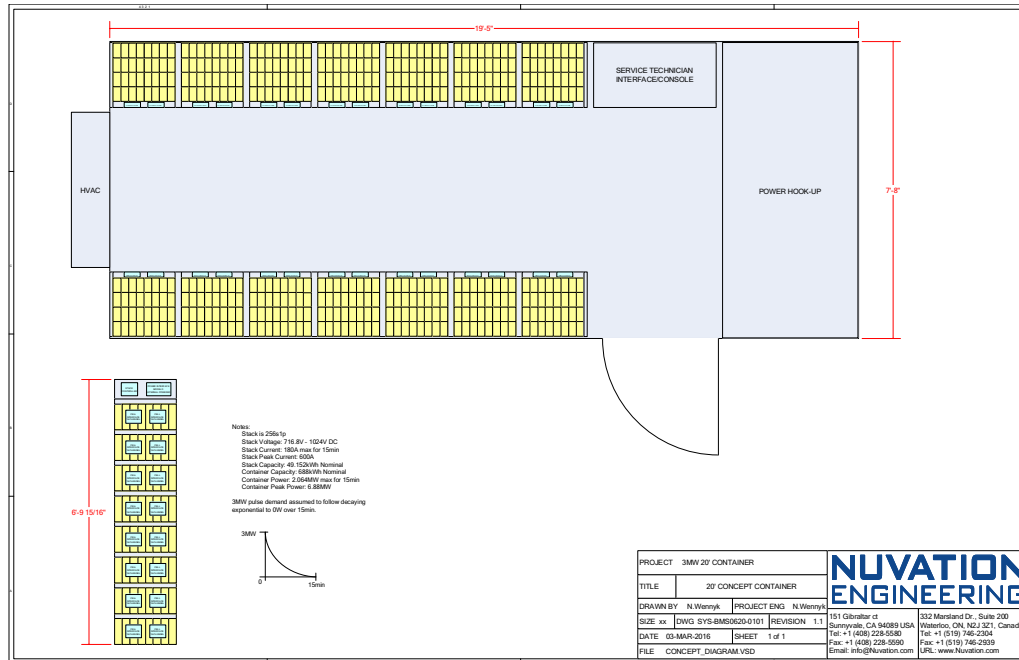 19'-5"
SERVICE TECHNICIAN
INTERFACE/CONSOLE
HVAC
POWER HOOK-UP
7'-8"
6'-9 15/16"
Notes:
Stack is 256s1p
Stack Voltage: 716.8V - 1024V DC
Stack Current: 180A max for 15min
Stack Peak Current: 600A
Stack Capacity: 49.152kWh Nominal
Container Capacity: 688kWh Nominal
Container Power: 2.064MW max for 15min
Container Peak Power: 6.88MW
3MW pulse demand assumed to follow decaying
exponential to 0W over 15min.
3MW
0
15min
PROJECT 3MW 20' CONTAINER
TITLE 20' CONCEPT CONTAINER
DRAWN BY N.Wennyk PROJECT ENG N.Wennyk
SIZE xx DWG SYS-BMS0620-0101 REVISION 1.1
DATE 03-MAR-2016 SHEET 1 of 1
FILE CONCEPT_DIAGRAM.VSD
NUVATION
ENGINEERING
151 Gibraltar ct
Sunnyvale, CA 94089 USA
Tel: +1 (408) 228-5580
Fax: +1 (408) 228-5590
Email: info@Nuvation.com
332 Marsland Dr., Suite 200
Waterloo, ON, N2J 3Z1, Canad
Tel: +1 (519) 746-2304
Fax: +1 (519) 746-2939
URL: www.Nuvation.com